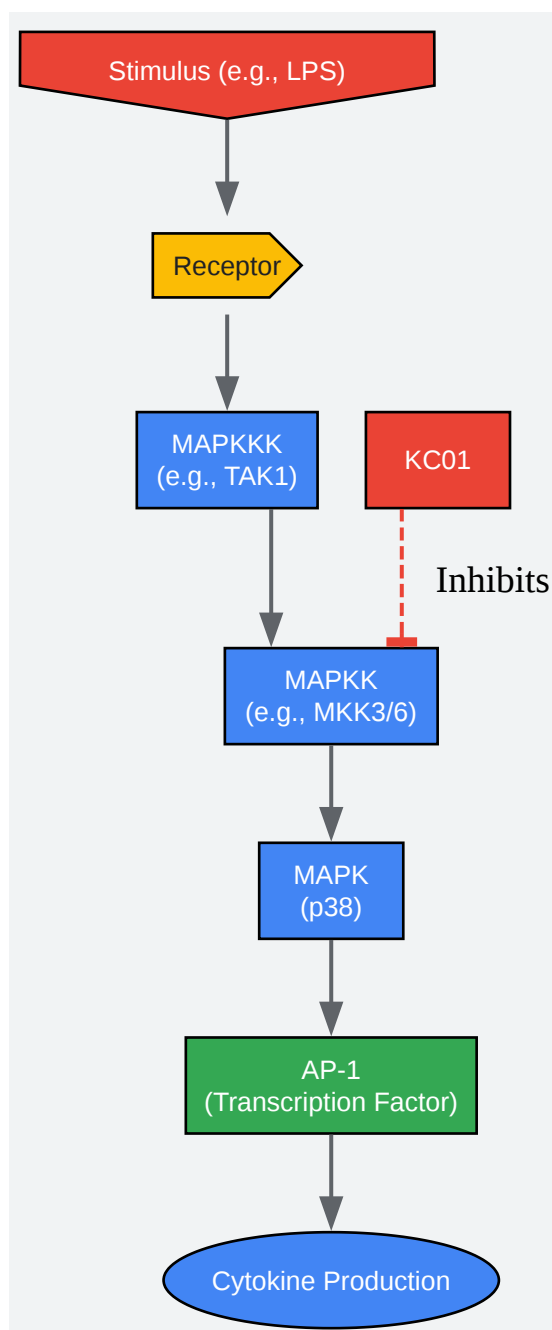 Stimulus (e.g., LPS)
Receptor
MAPKKK
(e.g., TAK1)
KC01
Inhibits
MAPKK
(e.g., MKK3/6)
MAPK
(p38)
AP-1
(Transcription Factor)
Cytokine Production